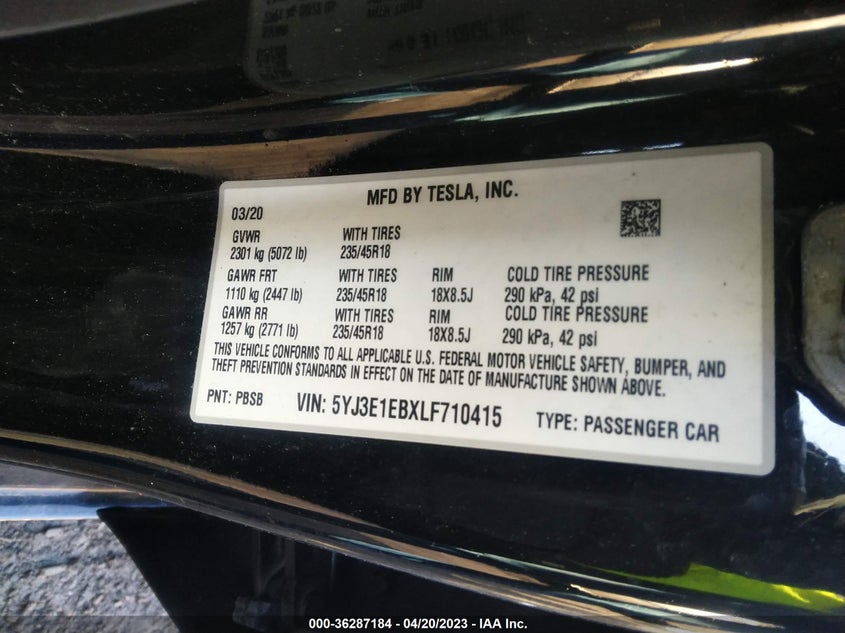 MFD BY TESLA, INC.
03/20
GVWR WITH TIRES
2301 kg (5072 lb) 235/45R18
GAWR FRT WITH TIRES RIM COLD TIRE PRESSURE
1110 kg (2447 lb) 235/45R18 18X8.5J 290 kPa, 42 psi
GAWR RR WITH TIRES RIM COLD TIRE PRESSURE
1257 kg (2771 lb) 235/45R18 18X8.5J 290 kPa, 42 psi
THIS VEHICLE CONFORMS TO ALL APPLICABLE U.S. FEDERAL MOTOR VEHICLE SAFETY, BUMPER, AND
THEFT PREVENTION STANDARDS IN EFFECT ON THE DATE OF MANUFACTURE SHOWN ABOVE.
PNT: PBSB VIN: 5YJ3E1EBXLF710415 TYPE: PASSENGER CAR
000-36287184 - 04/20/2023 - IAA Inc.